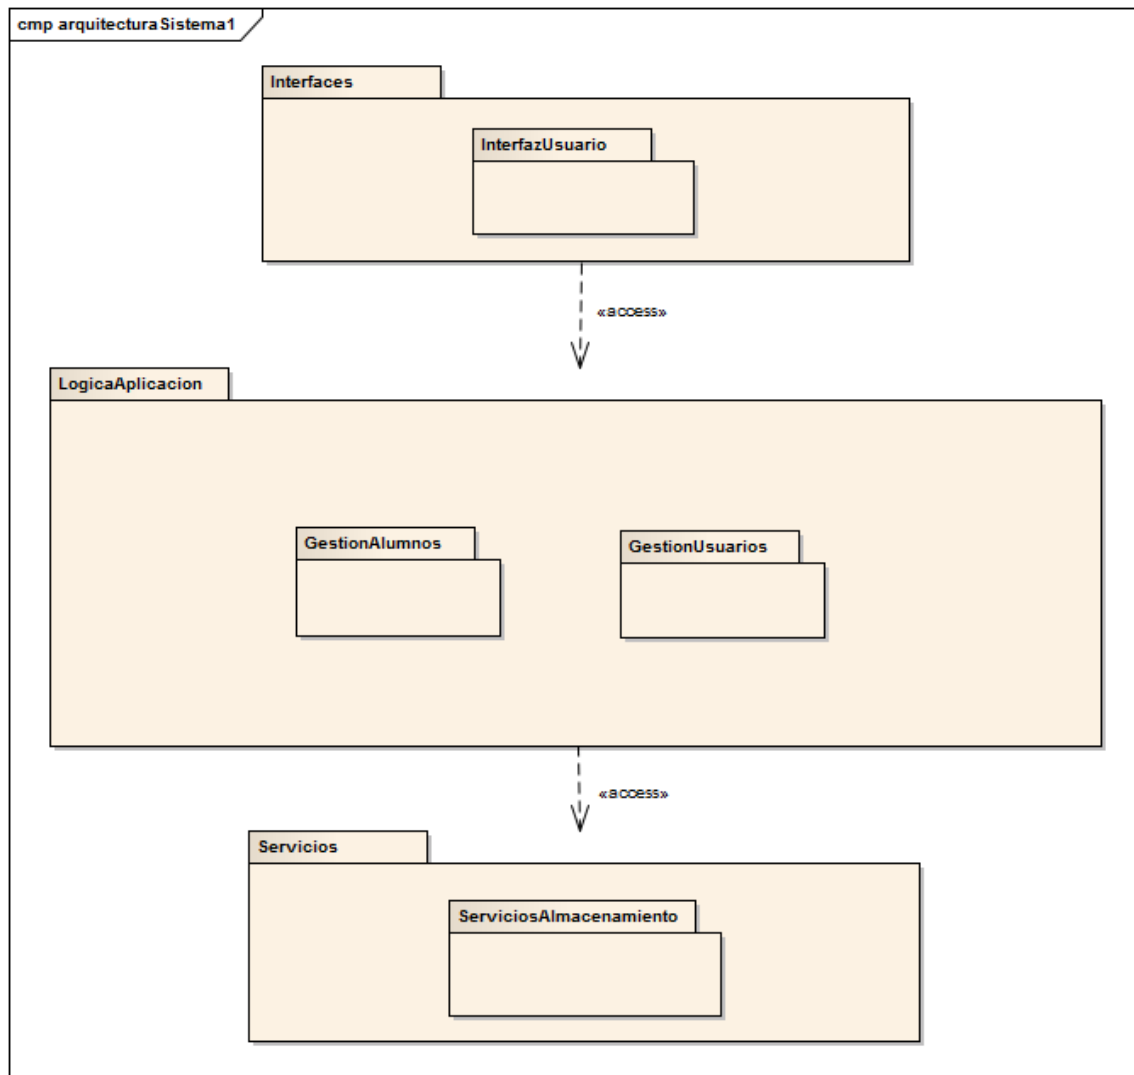 cmp arquitecturaSistema1
Interfaces
InterfazUsuario
«access»
LogicaAplicacion
GestionAlumnos
GestionUsuarios
«access»
Servicios
ServiciosAlmacenamiento